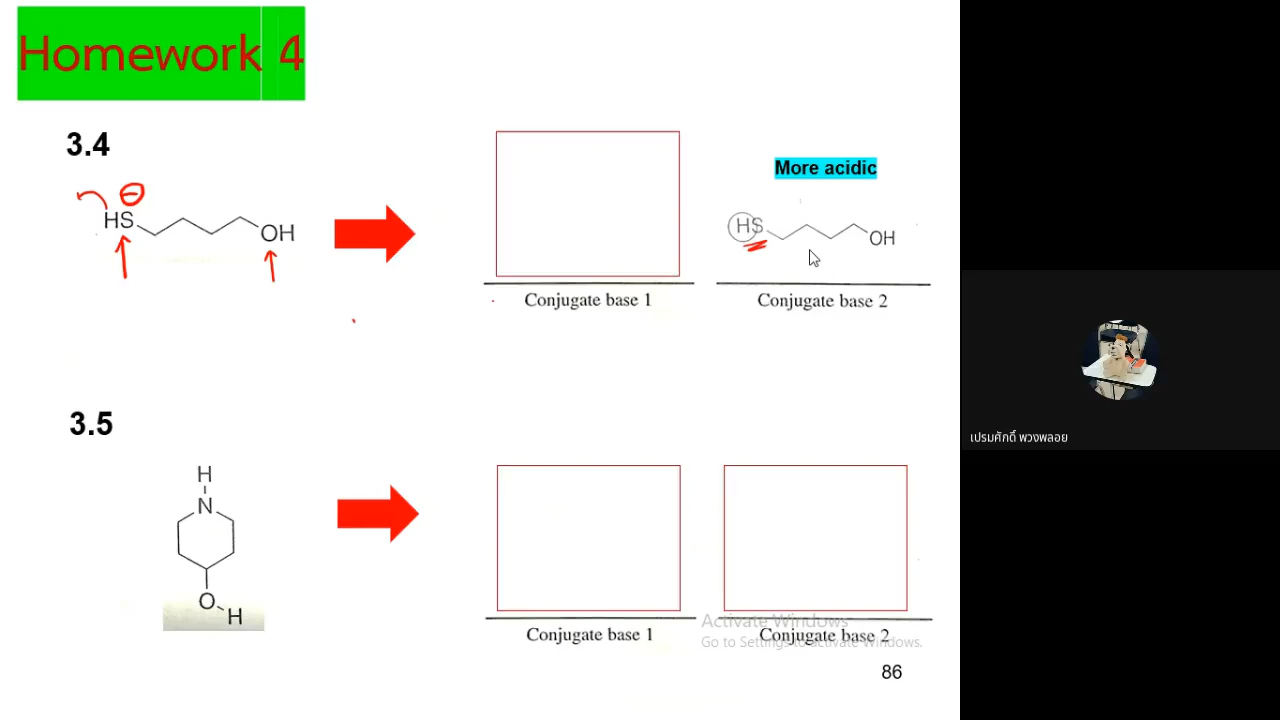 Homework 4
3.4
More acidic
⊖
HS
OH
HS
OH
Conjugate base 1
Conjugate base 2
เปรมศักดิ์ พวงพลอย
3.5
H
N
O
H
Conjugate base 1
Conjugate base 2
Activate Windows
Go to Settings to activate Windows.
86